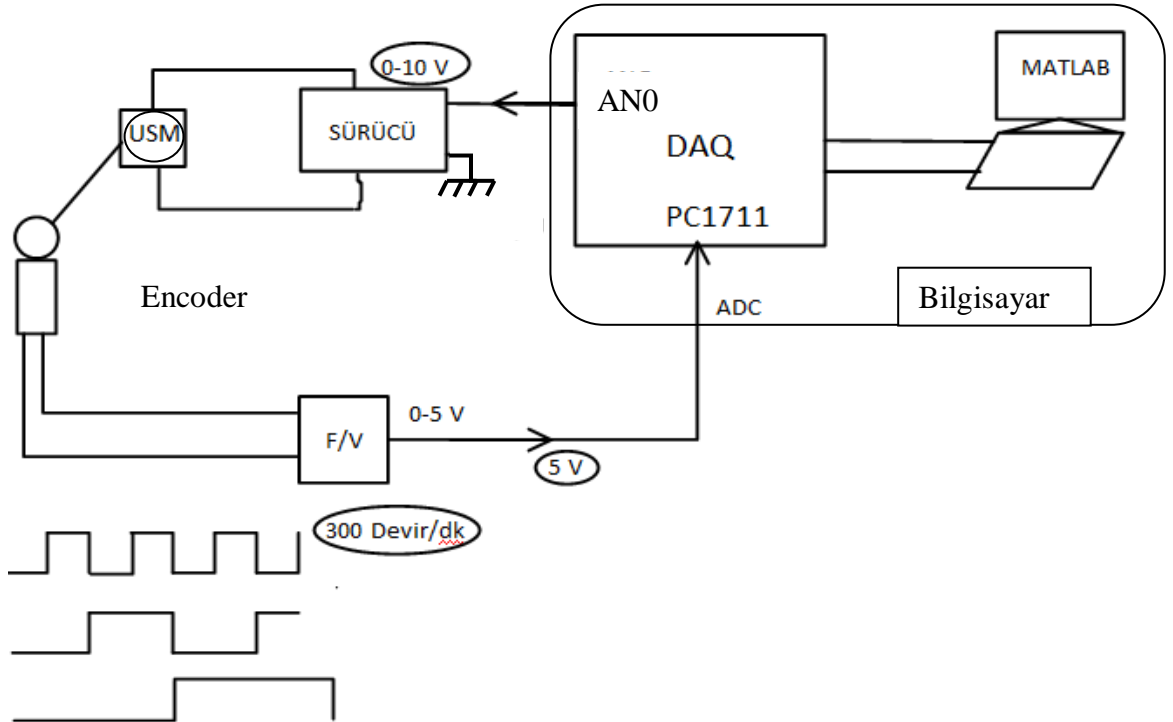 0-10 V
MATLAB
AN0
USM
SÜRÜCÜ
DAQ
PC1711
Encoder
Bilgisayar
ADC
0-5 V
F/V
5 V
300 Devir/dk